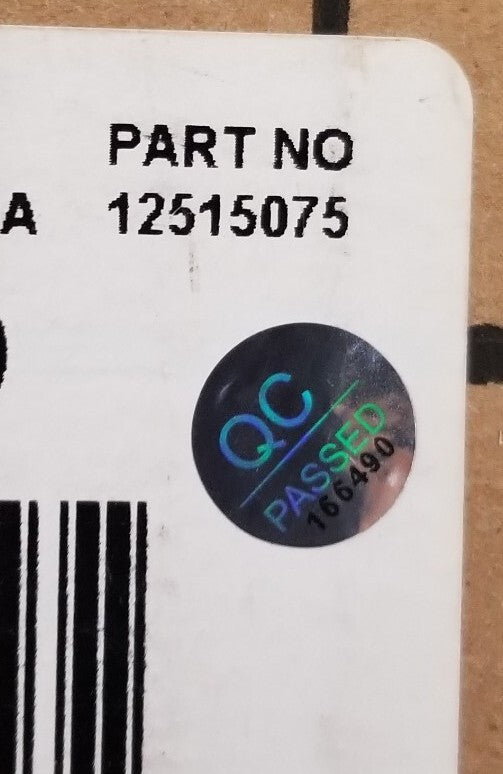 PART NO
A 12515075
QC
PASSED
166490